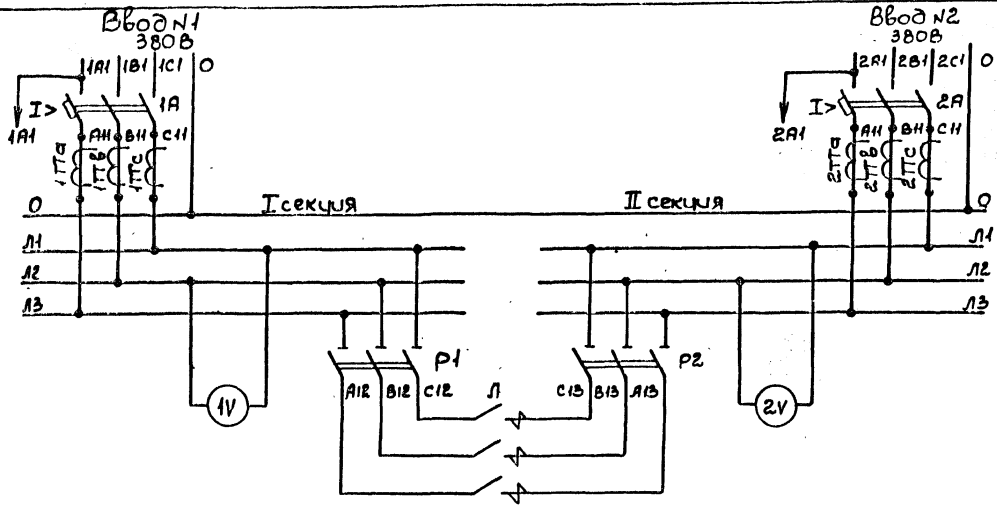 Ввод N1
380 В
Ввод N2
380В
1А1 1В1 1С1 0
2А1 2В1 2С1 0
I> 1А
I> 2А
1А1
2А1
А11 В11 С11
А11 В11 С11
1ТТа 1ТТв 1ТТс
2ТТа 2ТТв 2ТТс
0 I секция II секция 0
Л1 Л1
Л2 Л2
Л3 Л3
Р1 Р2
А12 В12 С12 Л С13 В13 А13
1V 2V